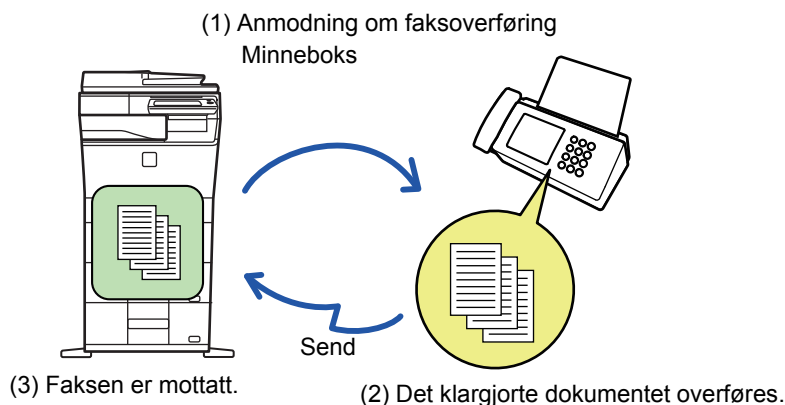 (1) Anmodning om faksoverføring
Minneboks
Send
(3) Faksen er mottatt.
(2) Det klargjorte dokumentet overføres.